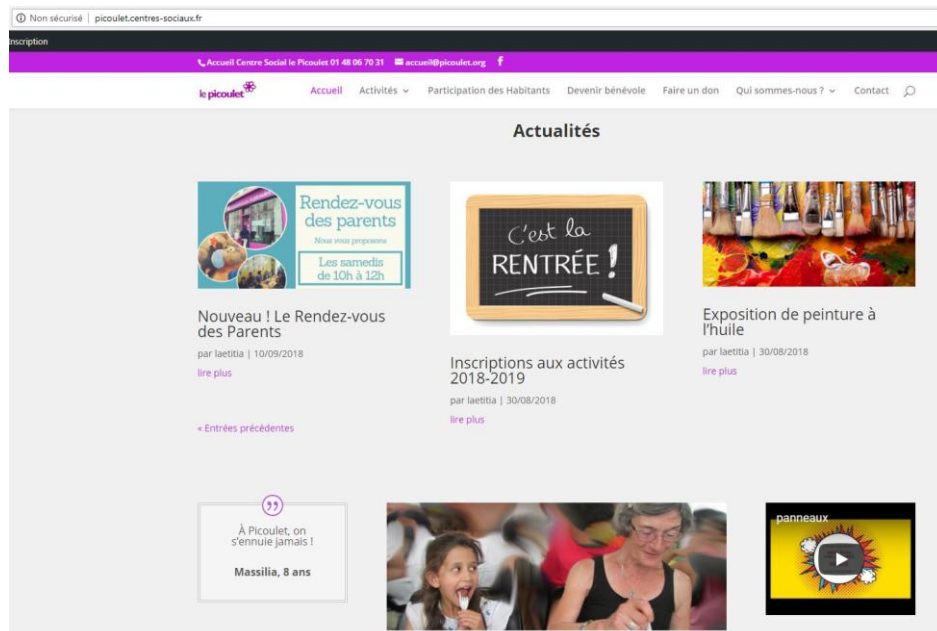 Non sécurisé | picoulet.centres-sociaux.fr
Inscription
Accueil Centre Social le Picoulet 01 48 06 70 31 accueil@picoulet.org f
le picoulet Accueil Activités Participation des Habitants Devenir bénévole Faire un don Qui sommes-nous ? Contact
Actualités
Rendez-vous
des parents
Nous vous proposons
Les samedis
de 10h à 12h
Nouveau ! Le Rendez-vous
des Parents
par laetitia | 10/09/2018
lire plus
C'est la
RENTRÉE !
Inscriptions aux activités
2018-2019
par laetitia | 30/08/2018
lire plus
Exposition de peinture à
l'huile
par laetitia | 30/08/2018
lire plus
« Entrées précédentes
À Picoulet, on
s'ennuie jamais !
Massilia, 8 ans
panneaux